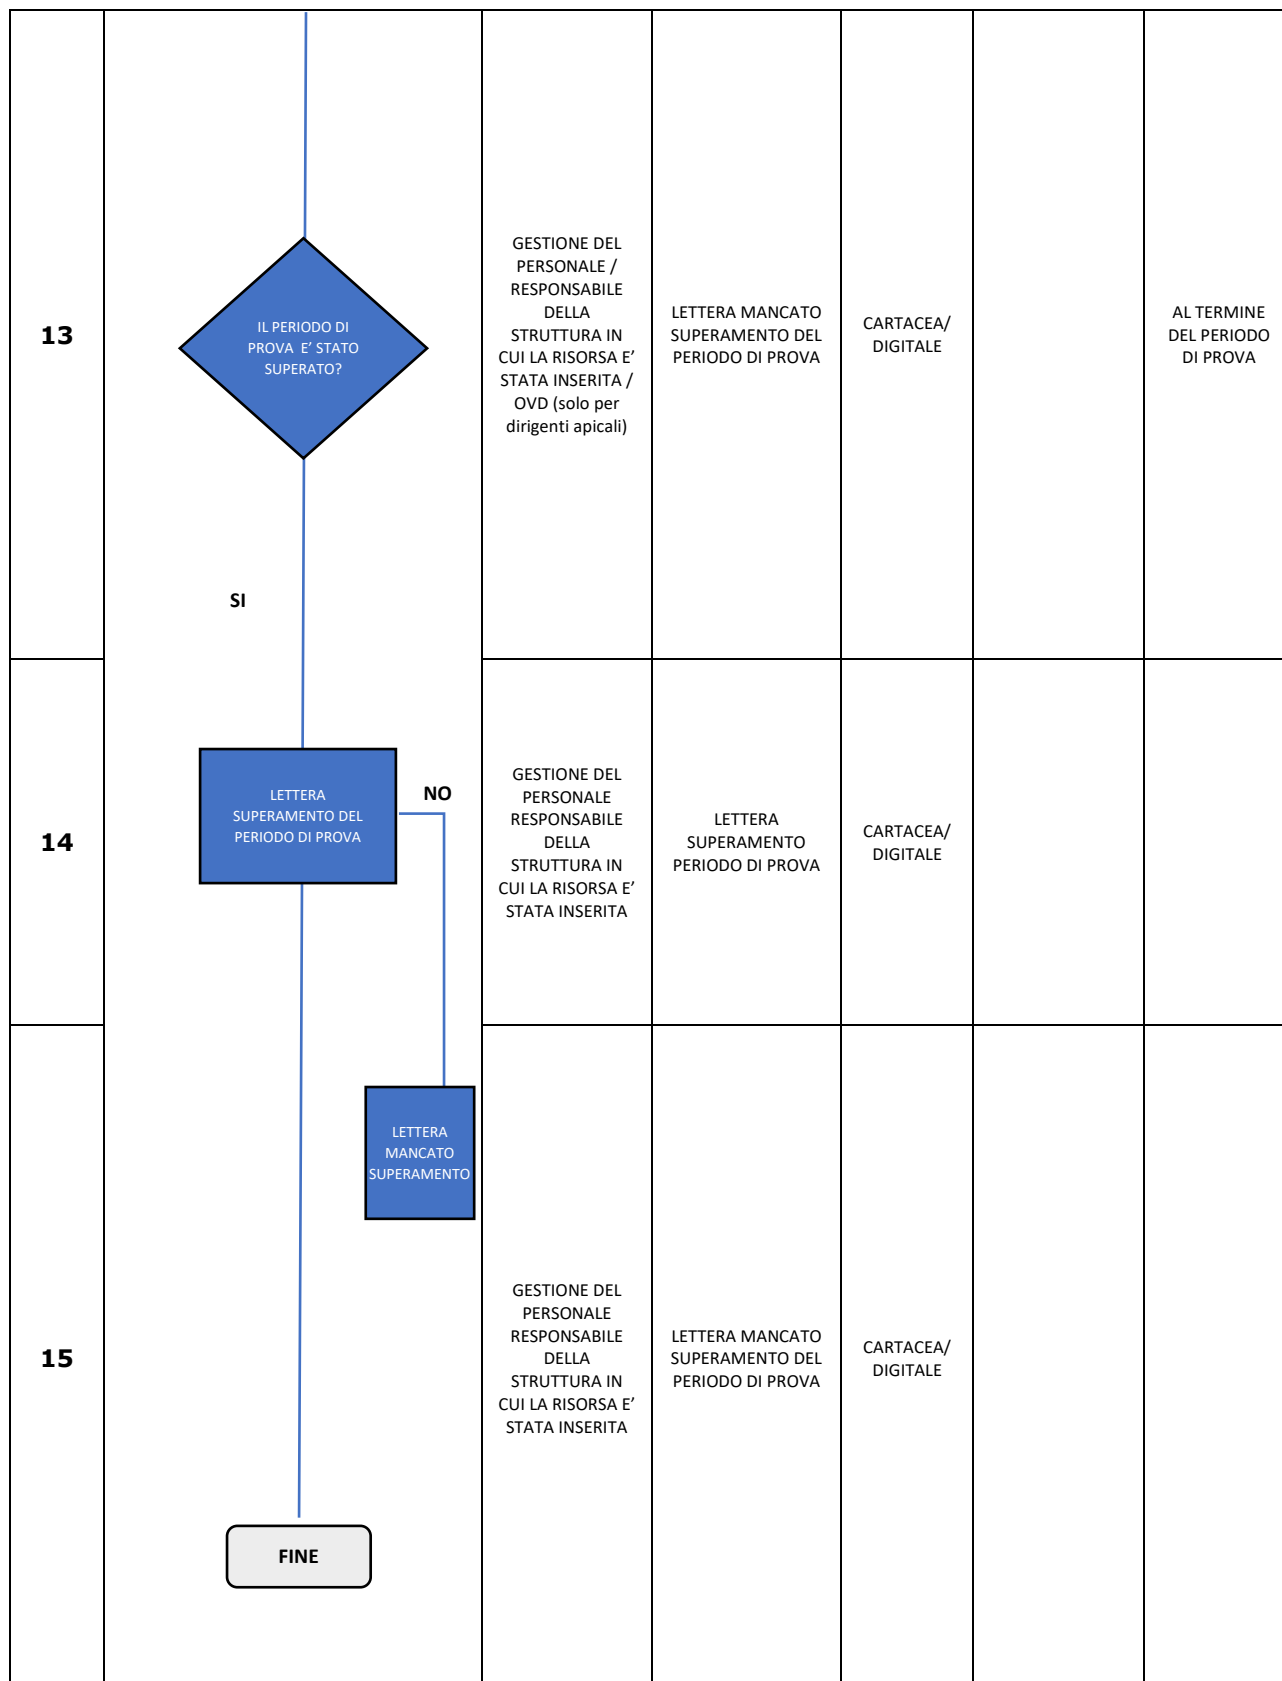 13
IL PERIODO DI
PROVA E’ STATO
SUPERATO?
SI
GESTIONE DEL
PERSONALE /
RESPONSABILE
DELLA
STRUTTURA IN
CUI LA RISORSA E’
STATA INSERITA /
OVD (solo per
dirigenti apicali)
LETTERA MANCATO
SUPERAMENTO DEL
PERIODO DI PROVA
CARTACEA/
DIGITALE
AL TERMINE
DEL PERIODO
DI PROVA
14
LETTERA
SUPERAMENTO DEL
PERIODO DI PROVA
NO
GESTIONE DEL
PERSONALE
RESPONSABILE
DELLA
STRUTTURA IN
CUI LA RISORSA E’
STATA INSERITA
LETTERA
SUPERAMENTO
PERIODO DI PROVA
CARTACEA/
DIGITALE
15
LETTERA
MANCATO
SUPERAMENTO
FINE
GESTIONE DEL
PERSONALE
RESPONSABILE
DELLA
STRUTTURA IN
CUI LA RISORSA E’
STATA INSERITA
LETTERA MANCATO
SUPERAMENTO DEL
PERIODO DI PROVA
CARTACEA/
DIGITALE